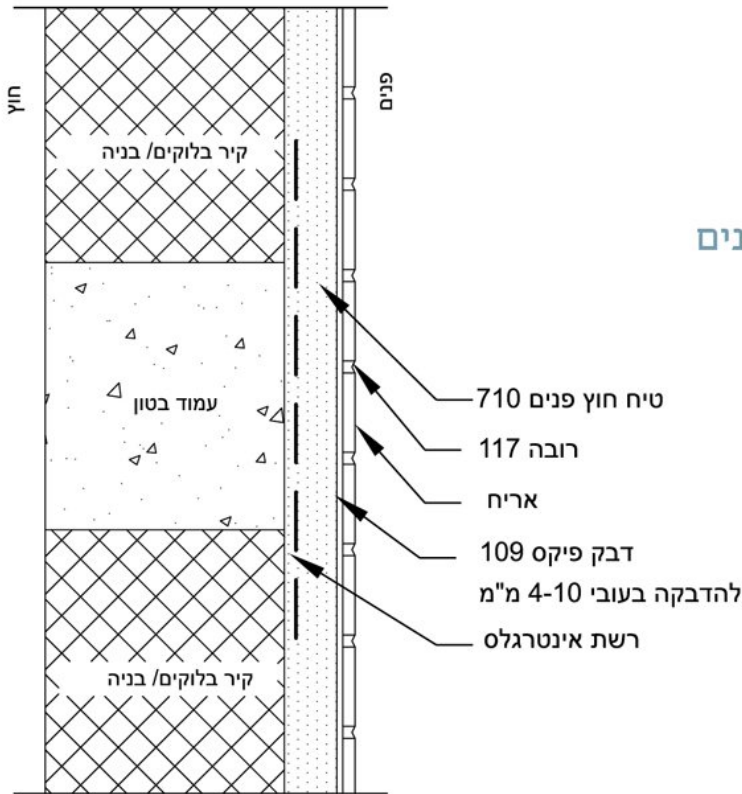 חוץ
פנים
קיר בלוקים/ בניה
עמוד בטון
קיר בלוקים/ בניה
טיח חוץ פנים 710
רובה 117
אריח
דבק פיקס 109
להדבקה בעובי 4-10 מ"מ
רשת אינטרגלס